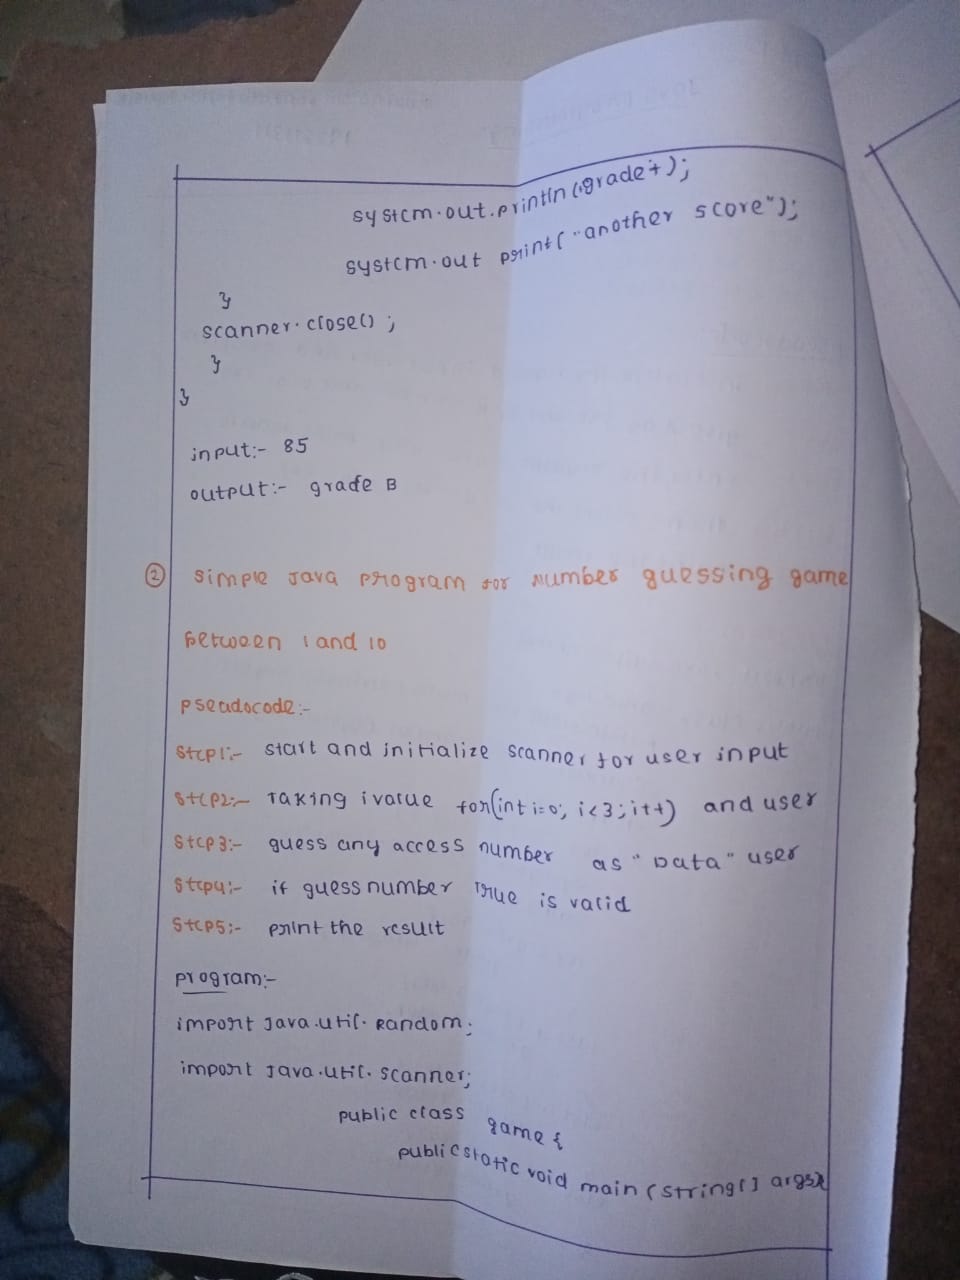 system.out.println("grade+);
system.out print("another score");
}
scanner.close();
}
}
input:- 85
output:- grade B
② simple Java program for number guessing game
between 1 and 10
pseadocode:-
Step1:- start and initialize scanner for user input
Step2:- Taking ivalue for(int i=0; i<3; i++) and user
Step3:- guess any access number as "Data" user
Step4:- if guess number True is valid
Step5:- print the result
program:-
import Java.util.Random;
import Java.util.scanner;
public class game {
public static void main (string[] args){